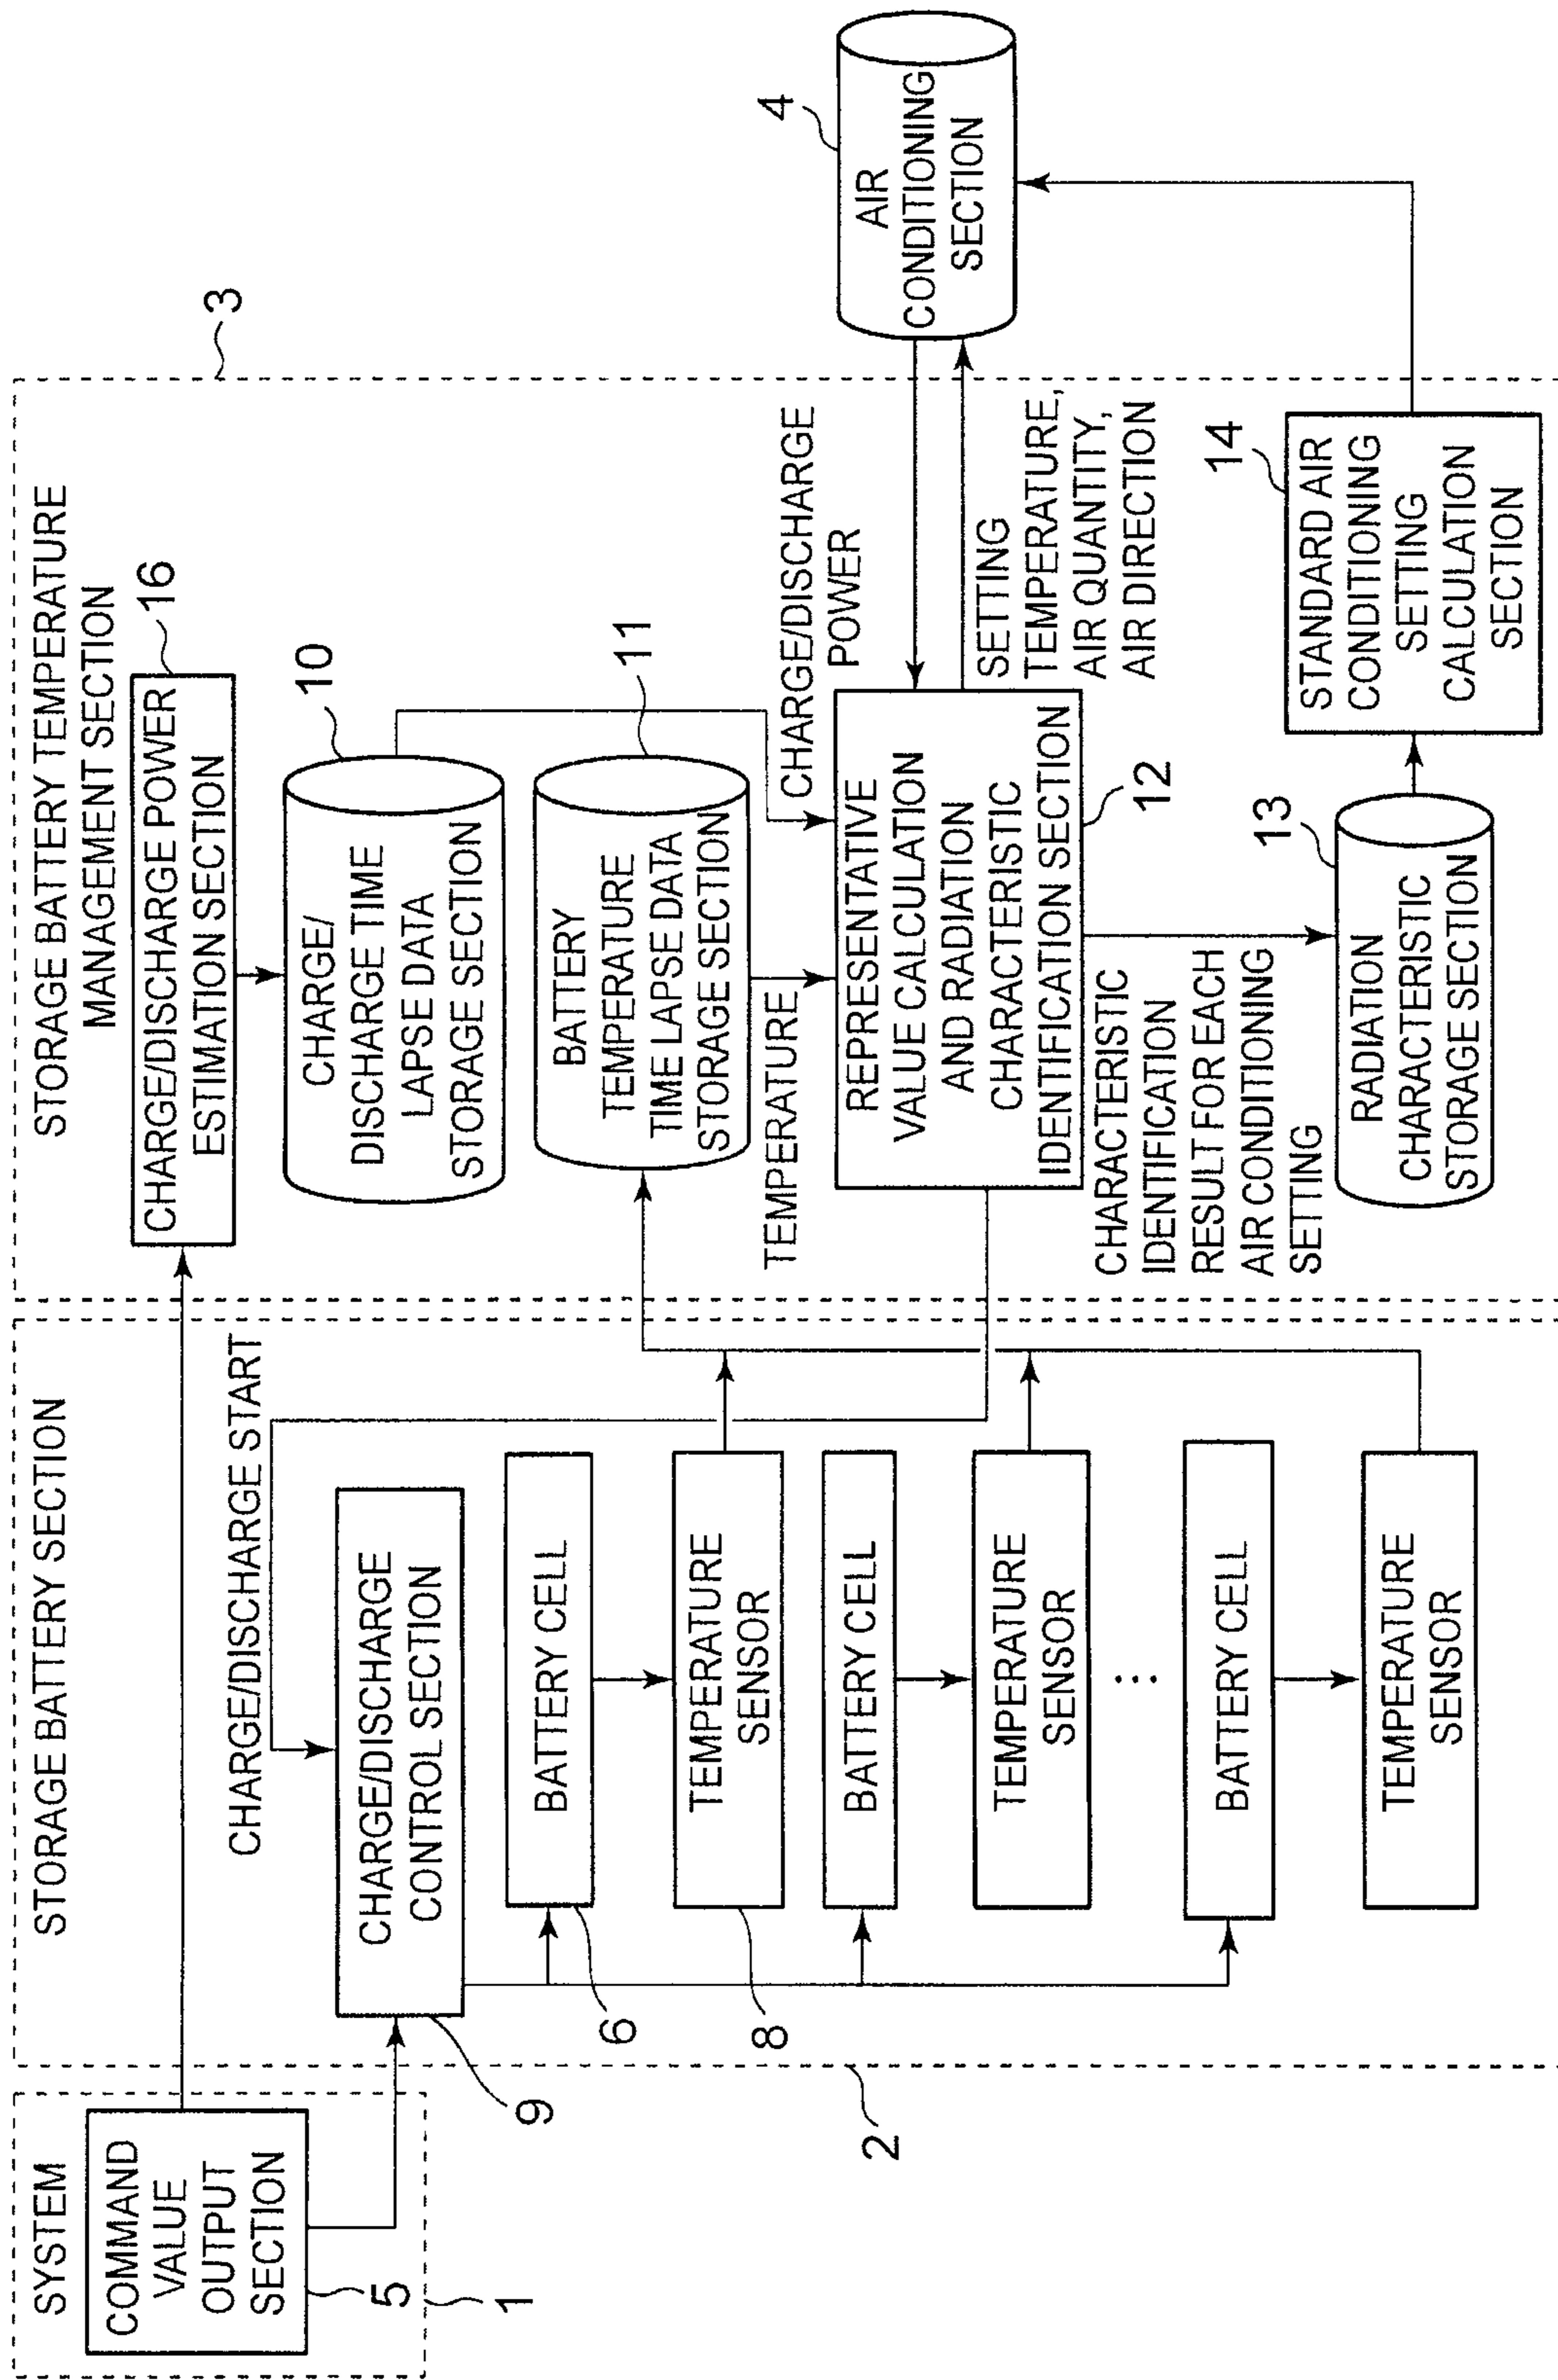 SYSTEM
COMMAND
VALUE
OUTPUT
SECTION
5
1
STORAGE BATTERY SECTION
CHARGE/DISCHARGE START
CHARGE/DISCHARGE
CONTROL SECTION
9
BATTERY CELL
6
TEMPERATURE
SENSOR
8
BATTERY CELL
TEMPERATURE
SENSOR
...
BATTERY CELL
TEMPERATURE
SENSOR
2
STORAGE BATTERY TEMPERATURE
MANAGEMENT SECTION
3
CHARGE/DISCHARGE POWER
ESTIMATION SECTION
16
CHARGE/
DISCHARGE TIME
LAPSE DATA
STORAGE SECTION
10
BATTERY
TEMPERATURE
TIME LAPSE DATA
STORAGE SECTION
11
TEMPERATURE
CHARGE/DISCHARGE
POWER
REPRESENTATIVE
VALUE CALCULATION
AND RADIATION
CHARACTERISTIC
IDENTIFICATION SECTION
12
SETTING
TEMPERATURE,
AIR QUANTITY,
AIR DIRECTION
CHARACTERISTIC
IDENTIFICATION
RESULT FOR EACH
AIR CONDITIONING
SETTING
RADIATION
CHARACTERISTIC
STORAGE SECTION
13
STANDARD AIR
CONDITIONING
SETTING
CALCULATION
SECTION
14
AIR
CONDITIONING
SECTION
4